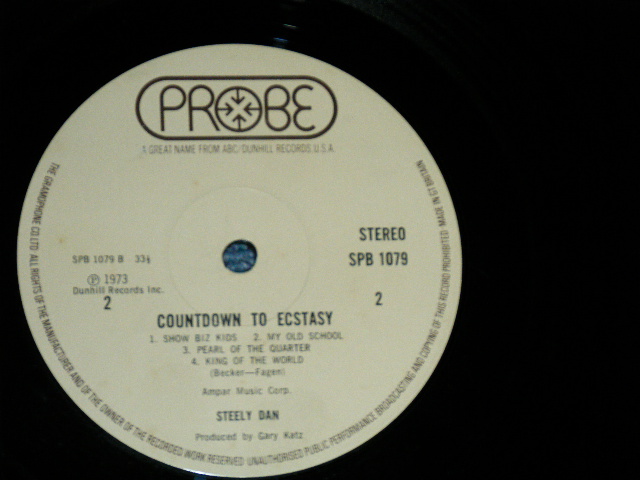 PROBE
A GREAT NAME FROM ABC/DUNHILL RECORDS U.S.A.
STEREO
SPB 1079
SPB 1079 B 33⅓
Ⓟ 1973
Dunhill Records Inc.
2
2
COUNTDOWN TO ECSTASY
1. SHOW BIZ KIDS 2. MY OLD SCHOOL
3. PEARL OF THE QUARTER
4. KING OF THE WORLD
(Becker—Fagen)
Ampar Music Corp.
STEELY DAN
Produced by Gary Katz
THE GRAMOPHONE CO LTD ALL RIGHTS OF THE MANUFACTURER AND OF THE OWNER OF THE RECORDED WORK RESERVED UNAUTHORISED PUBLIC PERFORMANCE BROADCASTING AND COPYING OF THIS RECORD PROHIBITED MADE IN GT BRITAIN